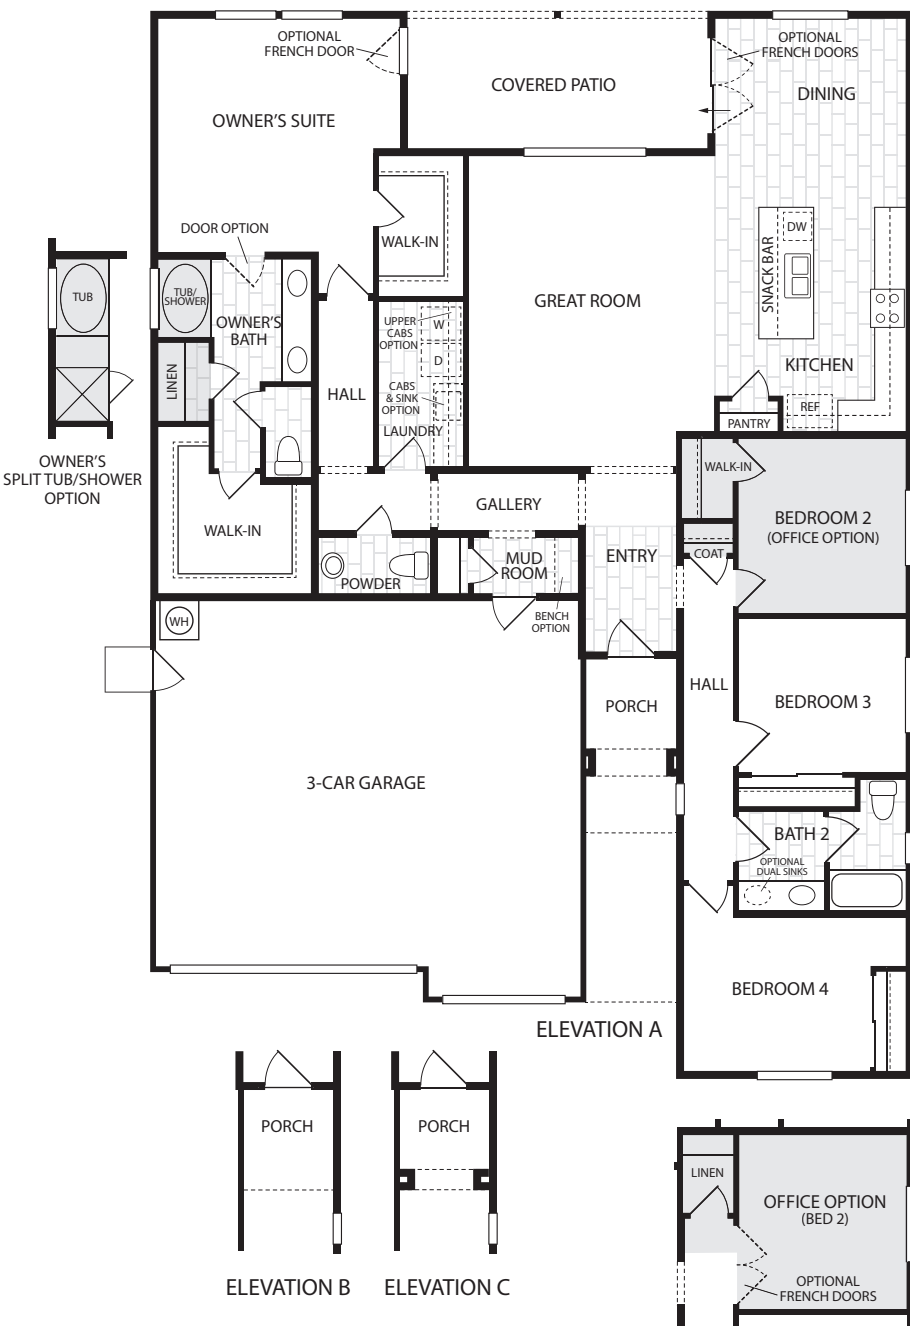 OPTIONAL
FRENCH DOOR
OPTIONAL
FRENCH DOORS
COVERED PATIO
DINING
OWNER'S SUITE
DOOR OPTION
WALK-IN
DW
SNACK BAR
TUB
TUB/
SHOWER
GREAT ROOM
OWNER'S
BATH
UPPER
CABS
OPTION
W
D
KITCHEN
LINEN
HALL
CABS
& SINK
OPTION
LAUNDRY
REF
PANTRY
OWNER'S
SPLIT TUB/SHOWER
OPTION
WALK-IN
WALK-IN
GALLERY
BEDROOM 2
(OFFICE OPTION)
COAT
ENTRY
MUD
ROOM
POWDER
BENCH
OPTION
WH
HALL
PORCH
BEDROOM 3
3-CAR GARAGE
BATH 2
OPTIONAL
DUAL SINKS
BEDROOM 4
ELEVATION A
PORCH
PORCH
LINEN
OFFICE OPTION
(BED 2)
OPTIONAL
FRENCH DOORS
ELEVATION B
ELEVATION C